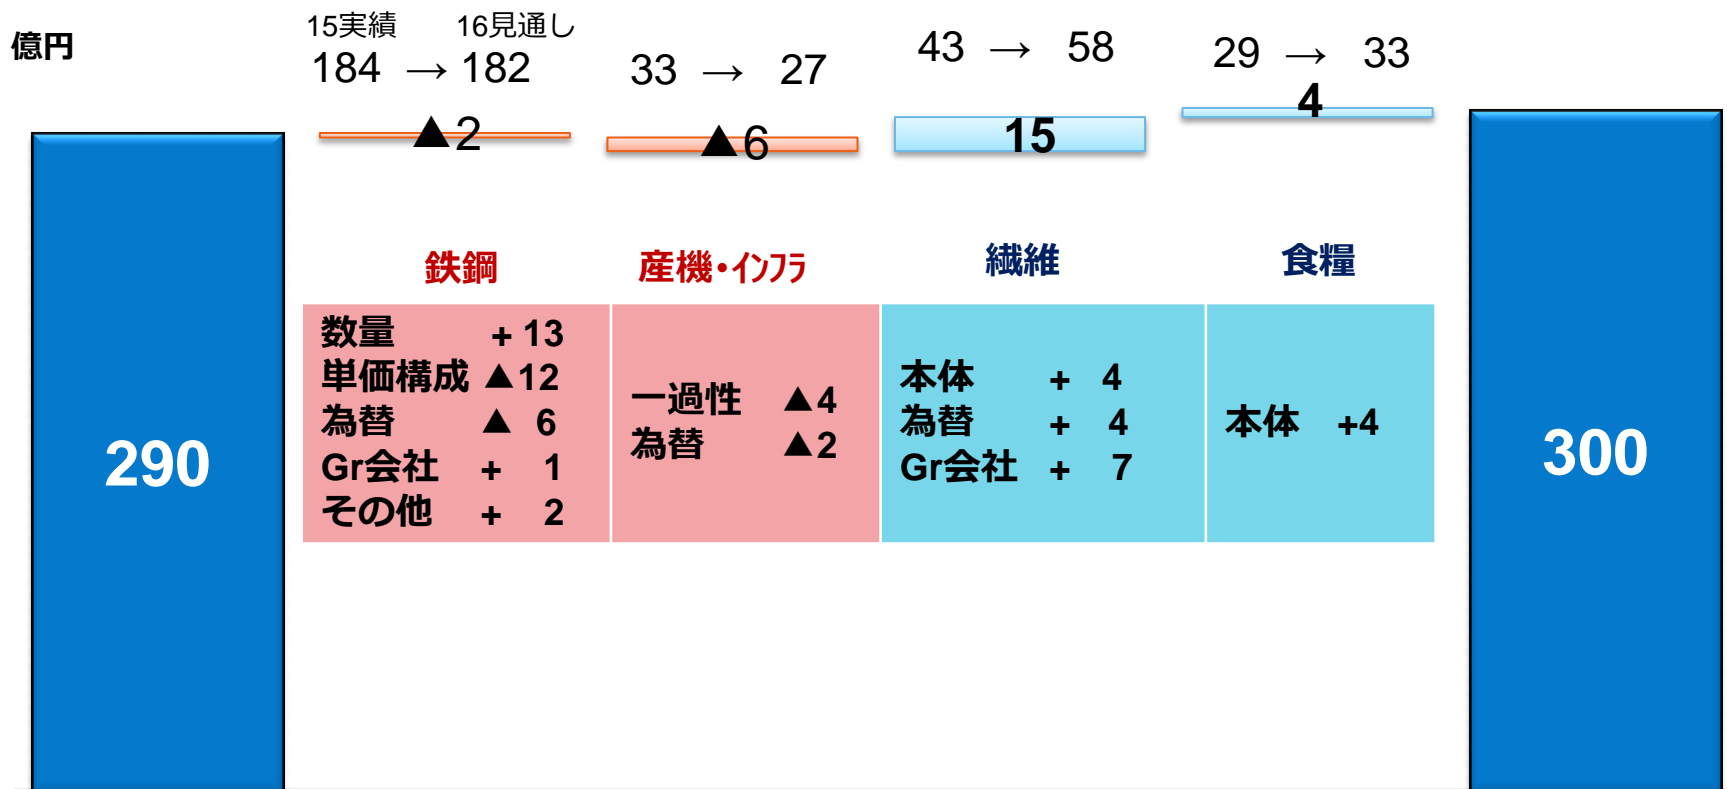 億円
15実績 16見通し
184 → 182
33 → 27
43 → 58
29 → 33
▲2
▲6
15
4
290
鉄鋼
産機・ｲﾝﾌﾗ
繊維
食糧
数量 + 13
単価構成 ▲12
為替 ▲ 6
Gr会社 + 1
その他 + 2
一過性 ▲4
為替 ▲2
本体 + 4
為替 + 4
Gr会社 + 7
本体 +4
300